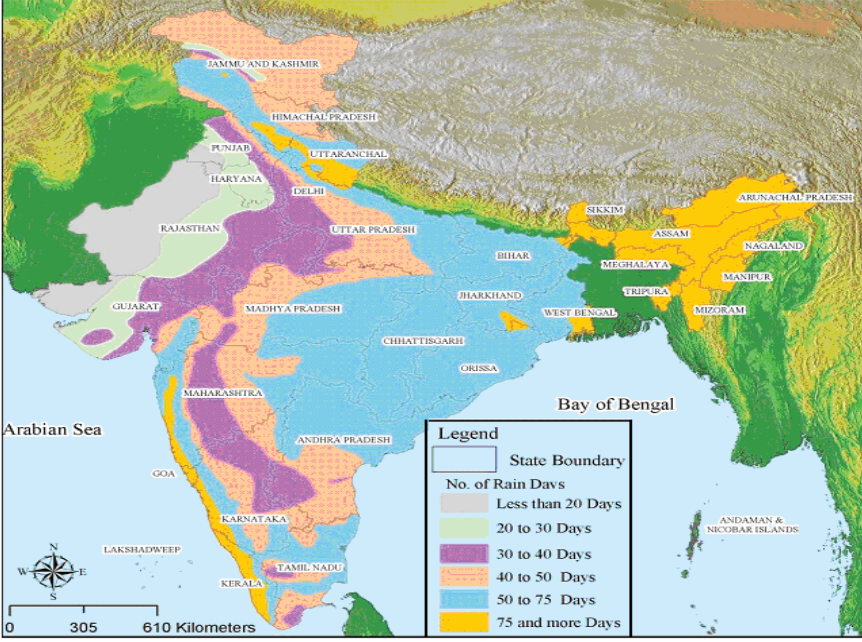 JAMMU AND KASHMIR
HIMACHAL PRADESH
PUNJAB
UTTARANCHAL
HARYANA
DELHI
RAJASTHAN
UTTAR PRADESH
SIKKIM
ARUNACHAL PRADESH
ASSAM
NAGALAND
BIHAR
MEGHALAYA
MANIPUR
GUJARAT
JHARKHAND
TRIPURA
MADHYA PRADESH
WEST BENGAL
MIZORAM
CHHATTISGARH
ORISSA
MAHARASHTRA
Bay of Bengal
Arabian Sea
ANDHRA PRADESH
GOA
KARNATAKA
LAKSHADWEEP
TAMIL NADU
KERALA
ANDAMAN &
NICOBAR ISLANDS
Legend
State Boundary
No. of Rain Days
Less than 20 Days
20 to 30 Days
30 to 40 Days
40 to 50 Days
50 to 75 Days
75 and more Days
N
W E
S
0 305 610 Kilometers